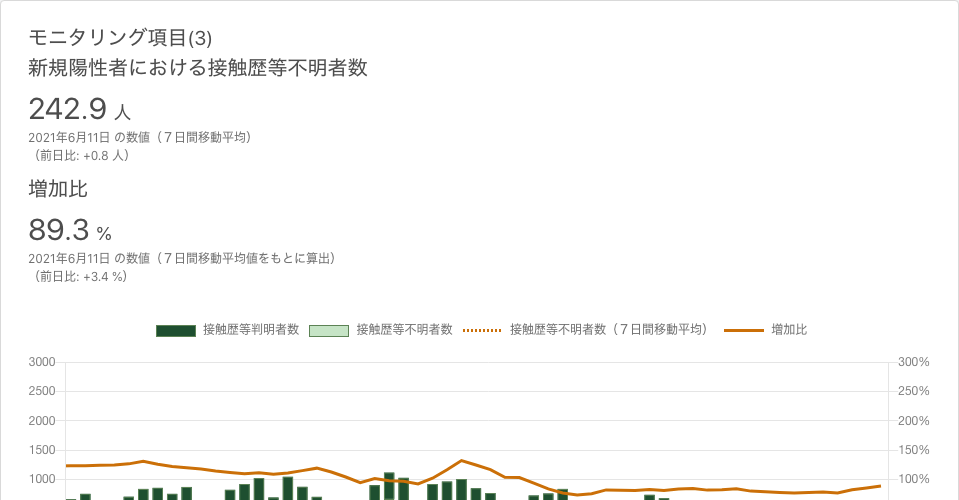 モニタリング項目(3)
新規陽性者における接触歴等不明者数
242.9 人
2021年6月11日 の数値（７日間移動平均）
（前日比: +0.8 人）
増加比
89.3 %
2021年6月11日 の数値（７日間移動平均値をもとに算出）
（前日比: +3.4 %）
接触歴等判明者数 接触歴等不明者数 接触歴等不明者数（７日間移動平均） 増加比
3000 300%
2500 250%
2000 200%
1500 150%
1000 100%